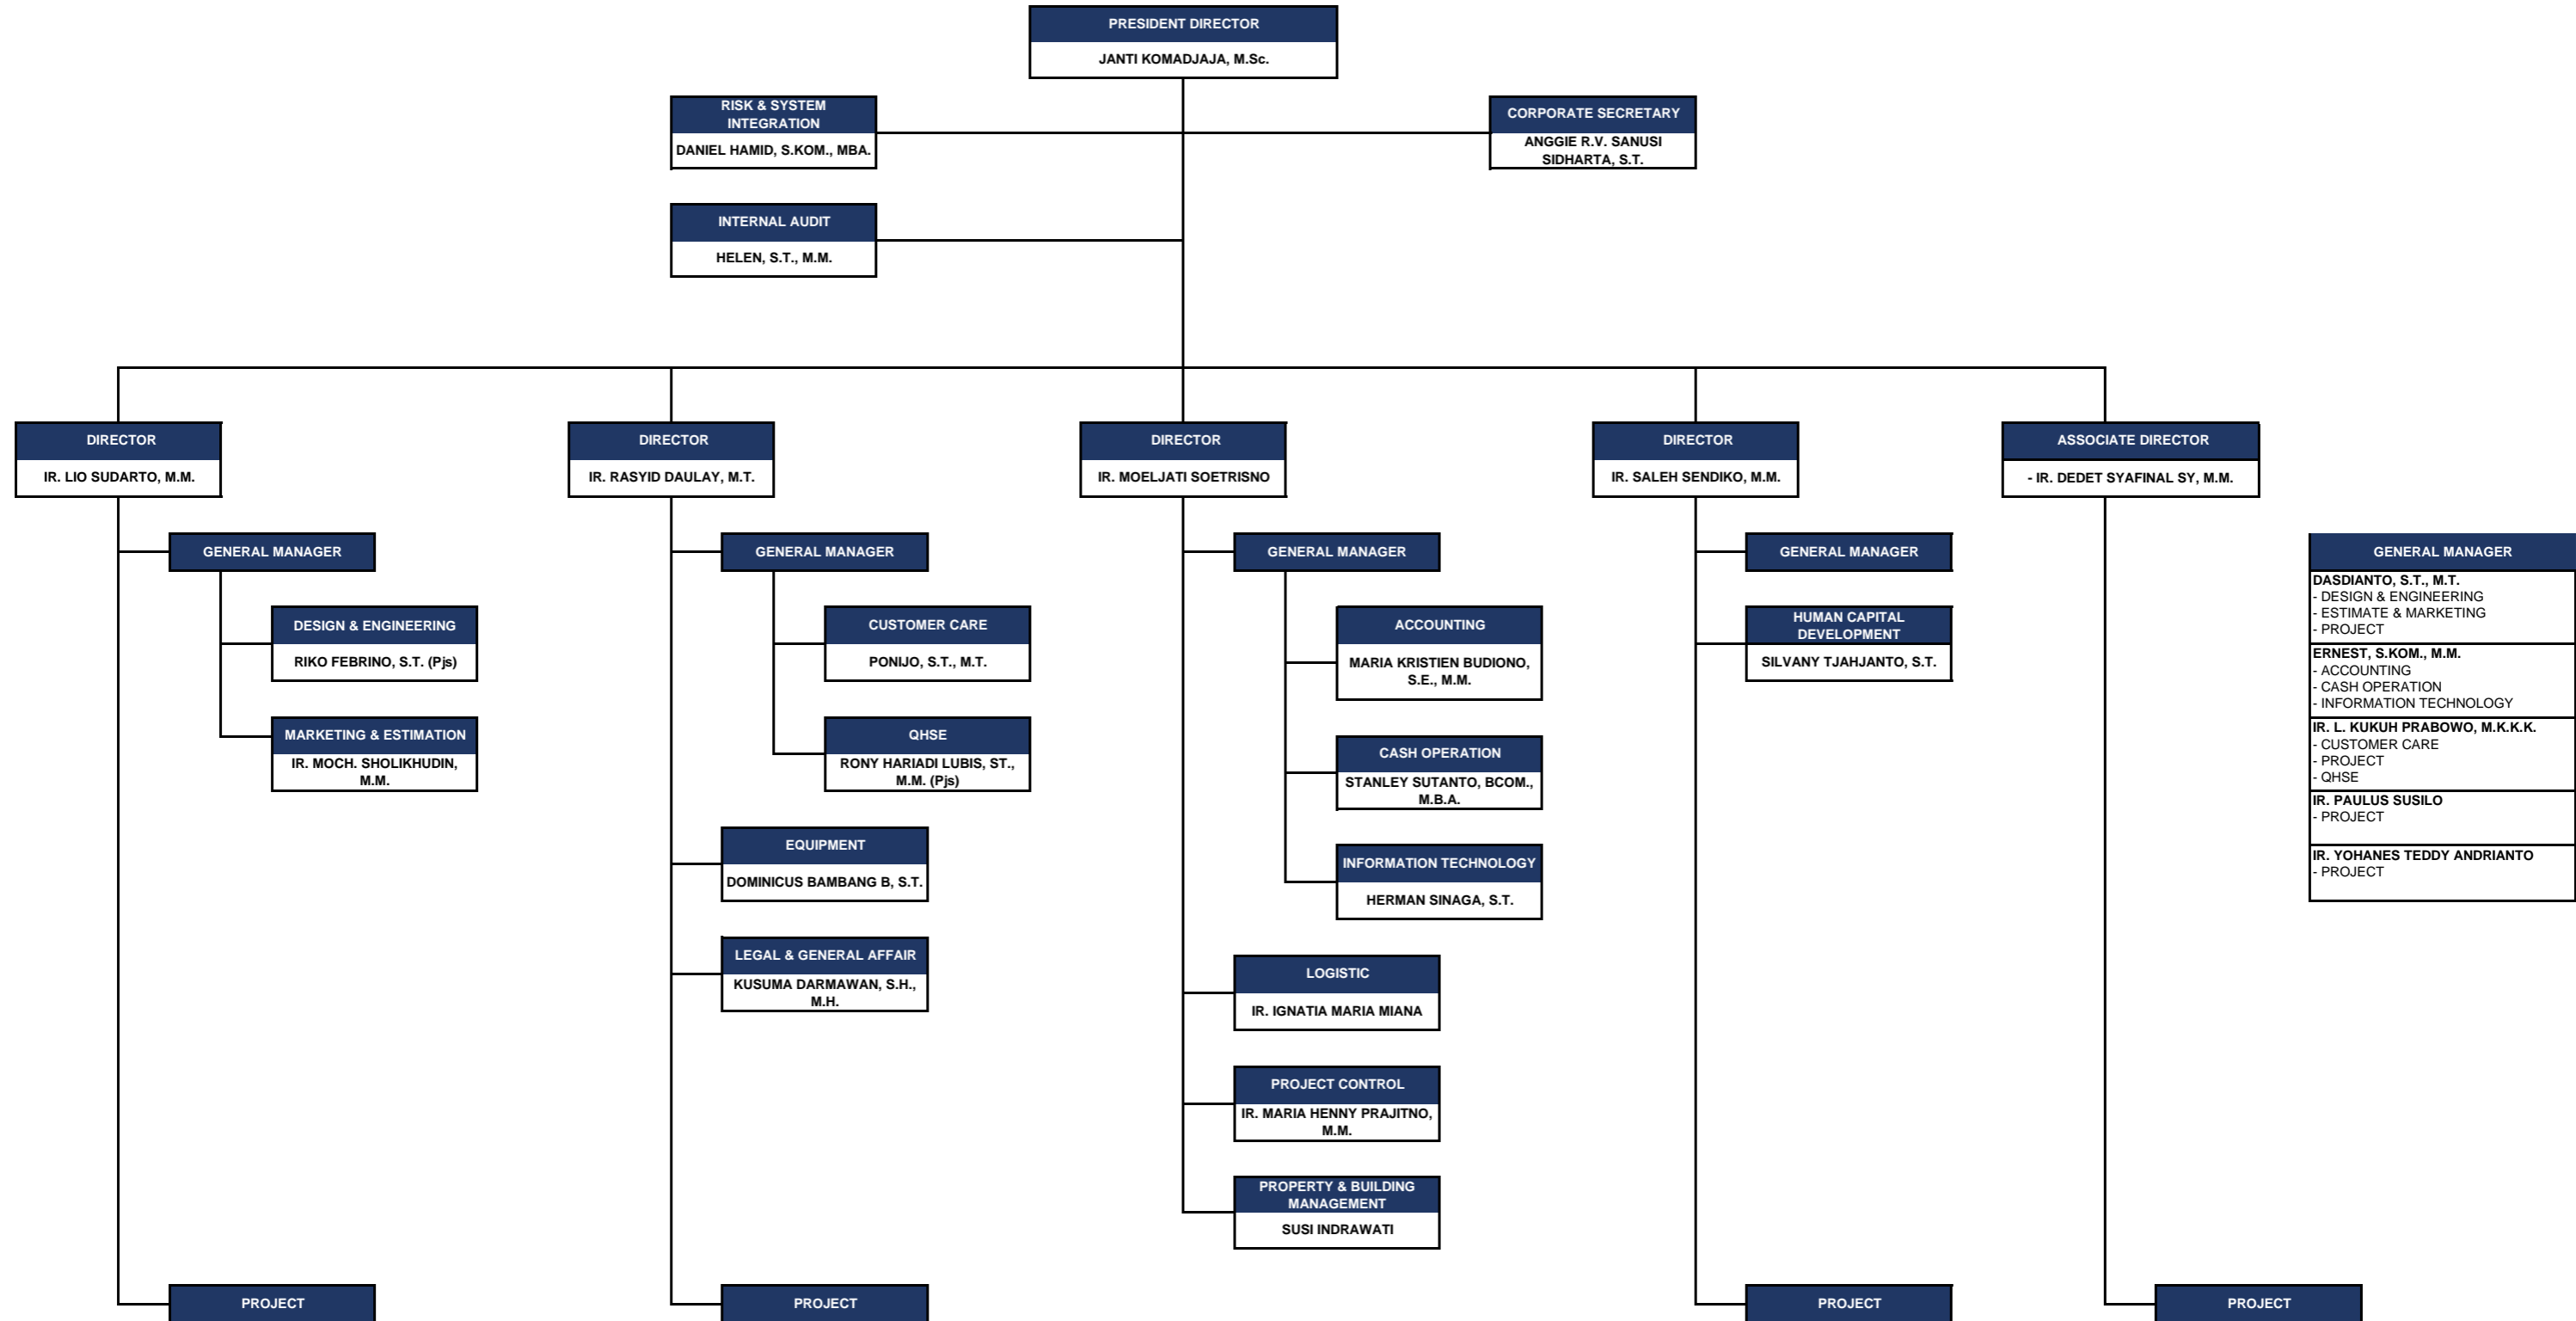 PRESIDENT DIRECTOR
JANTI KOMADJAJA, M.Sc.
RISK & SYSTEM
INTEGRATION
DANIEL HAMID, S.KOM., MBA.
CORPORATE SECRETARY
ANGGIE R.V. SANUSI
SIDHARTA, S.T.
INTERNAL AUDIT
HELEN, S.T., M.M.
DIRECTOR
IR. LIO SUDARTO, M.M.
GENERAL MANAGER
DESIGN & ENGINEERING
RIKO FEBRINO, S.T. (Pjs)
MARKETING & ESTIMATION
IR. MOCH. SHOLIKHUDIN,
M.M.
PROJECT
DIRECTOR
IR. RASYID DAULAY, M.T.
GENERAL MANAGER
CUSTOMER CARE
PONIJO, S.T., M.T.
QHSE
RONY HARIADI LUBIS, ST.,
M.M. (Pjs)
EQUIPMENT
DOMINICUS BAMBANG B, S.T.
LEGAL & GENERAL AFFAIR
KUSUMA DARMAWAN, S.H.,
M.H.
PROJECT
DIRECTOR
IR. MOELJATI SOETRISNO
GENERAL MANAGER
ACCOUNTING
MARIA KRISTIEN BUDIONO,
S.E., M.M.
CASH OPERATION
STANLEY SUTANTO, BCOM.,
M.B.A.
INFORMATION TECHNOLOGY
HERMAN SINAGA, S.T.
LOGISTIC
IR. IGNATIA MARIA MIANA
PROJECT CONTROL
IR. MARIA HENNY PRAJITNO,
M.M.
PROPERTY & BUILDING
MANAGEMENT
SUSI INDRAWATI
DIRECTOR
IR. SALEH SENDIKO, M.M.
GENERAL MANAGER
HUMAN CAPITAL
DEVELOPMENT
SILVANY TJAHJANTO, S.T.
PROJECT
ASSOCIATE DIRECTOR
- IR. DEDET SYAFINAL SY, M.M.
PROJECT
GENERAL MANAGER
DASDIANTO, S.T., M.T.
- DESIGN & ENGINEERING
- ESTIMATE & MARKETING
- PROJECT
ERNEST, S.KOM., M.M.
- ACCOUNTING
- CASH OPERATION
- INFORMATION TECHNOLOGY
IR. L. KUKUH PRABOWO, M.K.K.K.
- CUSTOMER CARE
- PROJECT
- QHSE
IR. PAULUS SUSILO
- PROJECT
IR. YOHANES TEDDY ANDRIANTO
- PROJECT